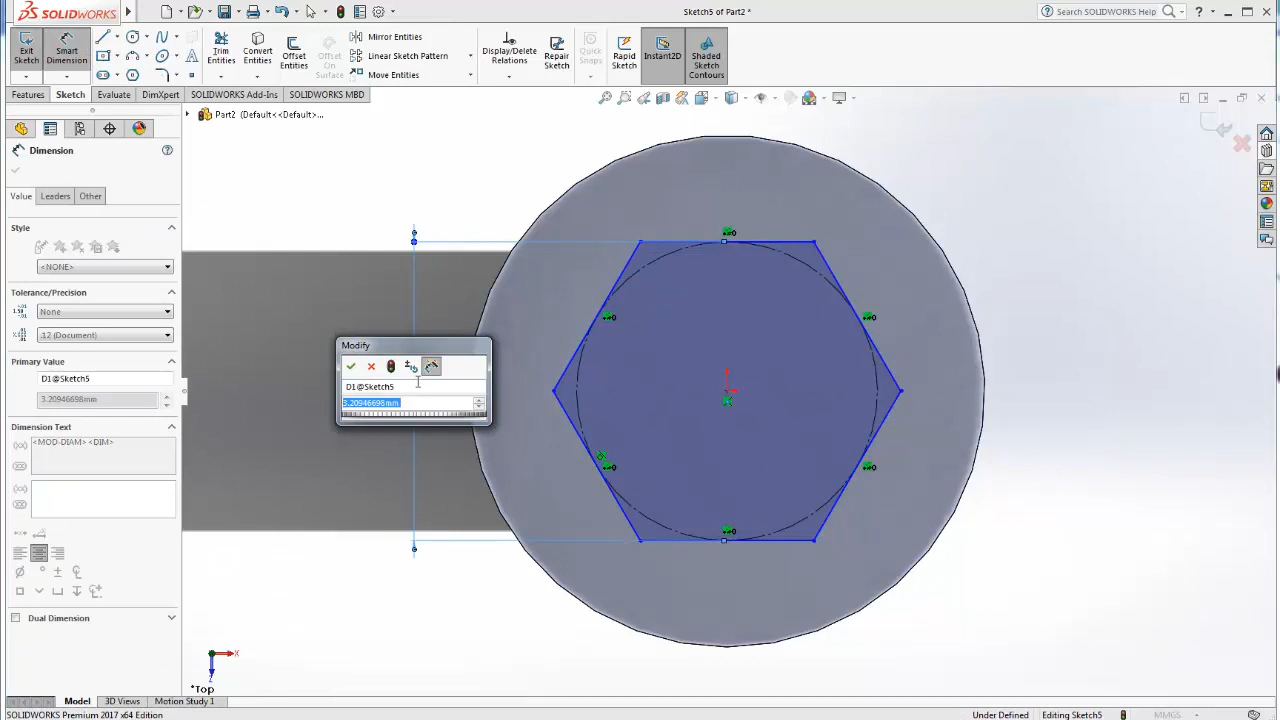 SOLIDWORKS
Sketch5 of Part2 *
Search SOLIDWORKS Help
Exit Sketch
Smart Dimension
Trim Entities
Convert Entities
Offset Entities
Offset On Surface
Mirror Entities
Linear Sketch Pattern
Move Entities
Display/Delete Relations
Repair Sketch
Quick Snaps
Rapid Sketch
Instant2D
Shaded Sketch Contours
Features
Sketch
Evaluate
DimXpert
SOLIDWORKS Add-Ins
SOLIDWORKS MBD
Part2 (Default<<Default>...
Dimension
Value
Leaders
Other
Style
<NONE>
Tolerance/Precision
None
.12 (Document)
Primary Value
D1@Sketch5
3.20946698mm
Dimension Text
<MOD-DIAM> <DIM>
Dual Dimension
Modify
D1@Sketch5
3.20946698mm
X
Z
*Top
Model
3D Views
Motion Study 1
SOLIDWORKS Premium 2017 x64 Edition
Under Defined
Editing Sketch5
MMGS